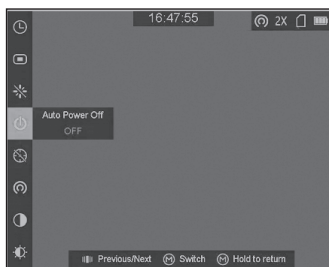 16:47:55
2X
Auto Power Off
OFF
Previous/Next M Switch M Hold to return